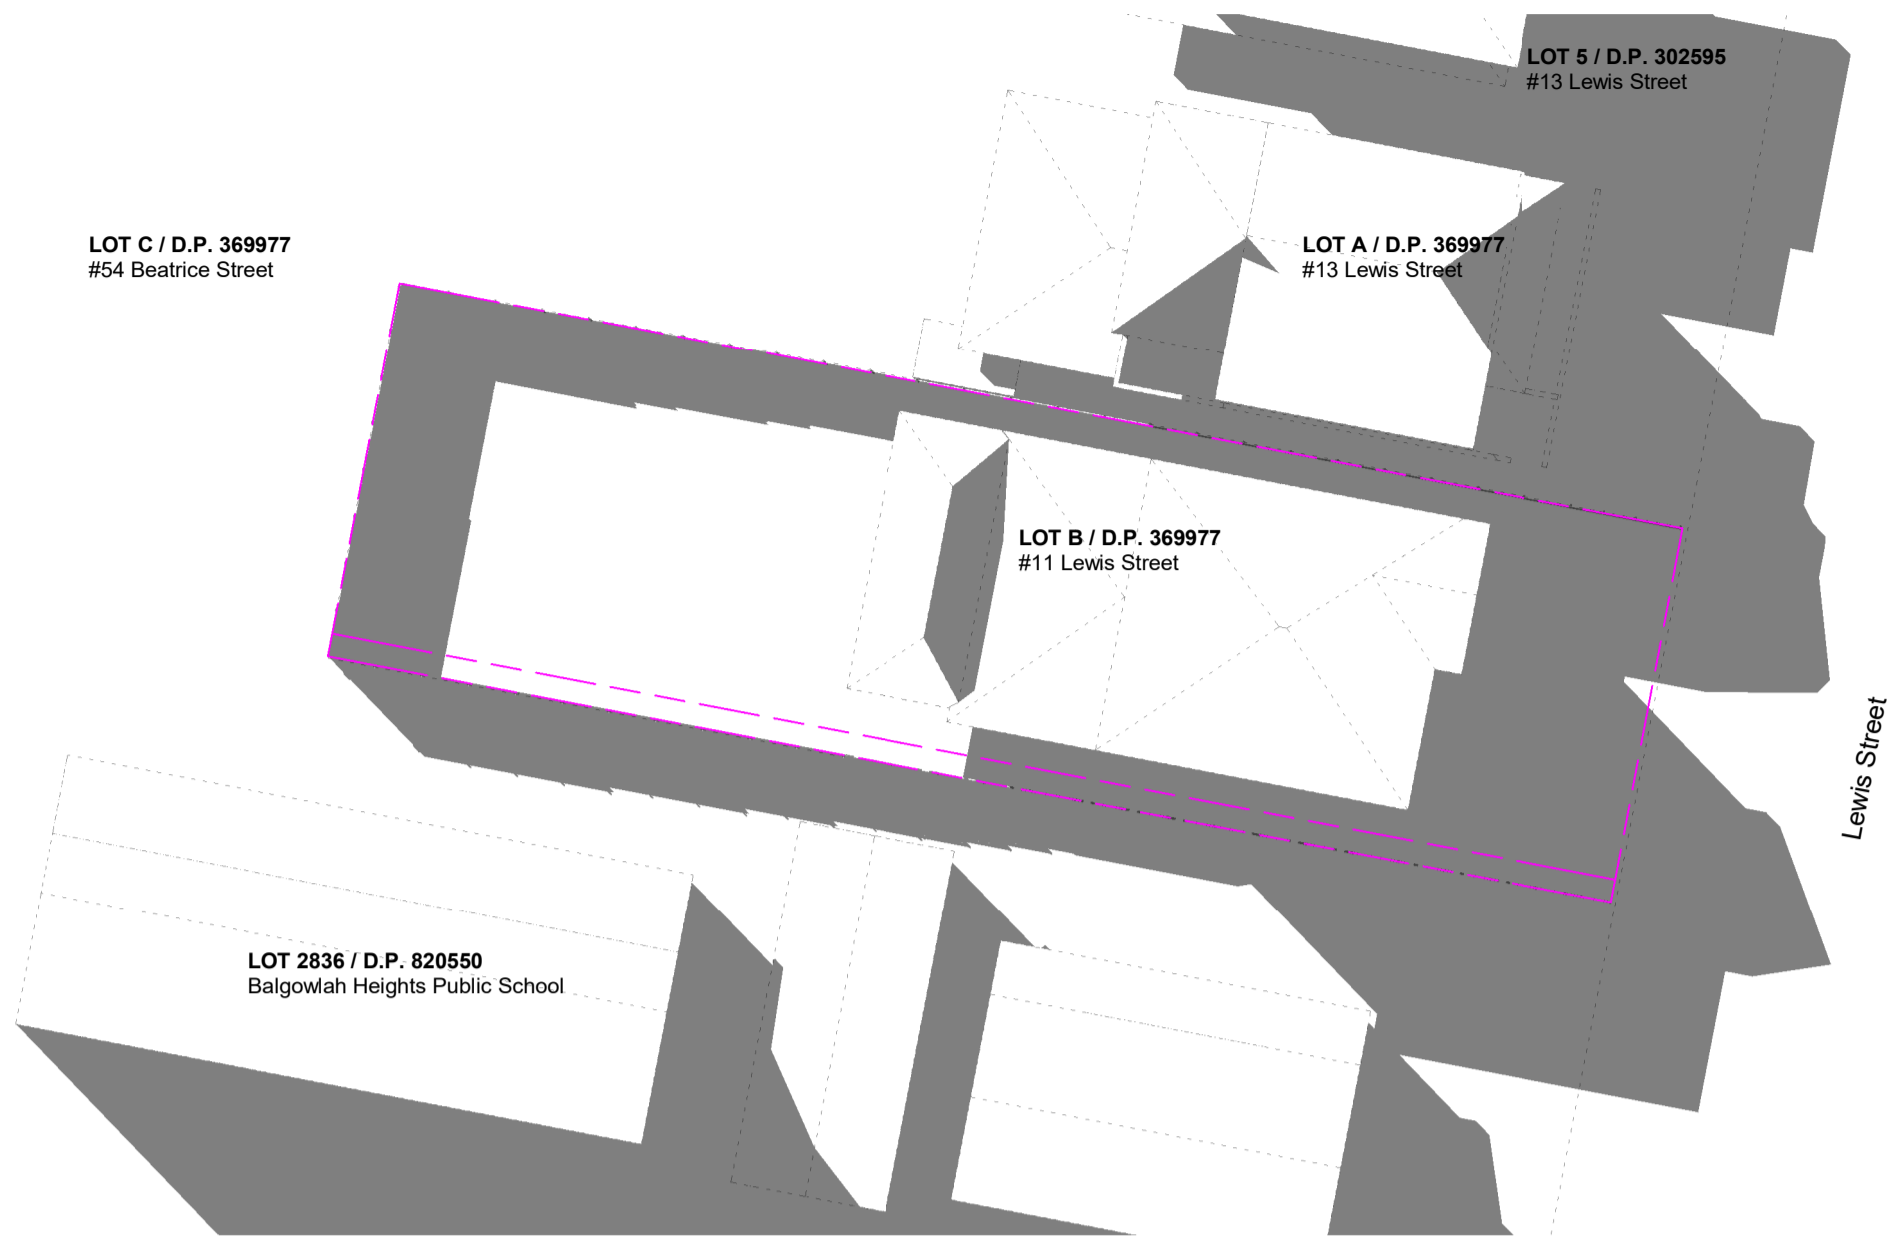 LOT 5 / D.P. 302595
#13 Lewis Street
LOT C / D.P. 369977
#54 Beatrice Street
LOT A / D.P. 369977
#13 Lewis Street
LOT B / D.P. 369977
#11 Lewis Street
Lewis Street
LOT 2836 / D.P. 820550
Balgowlah Heights Public School